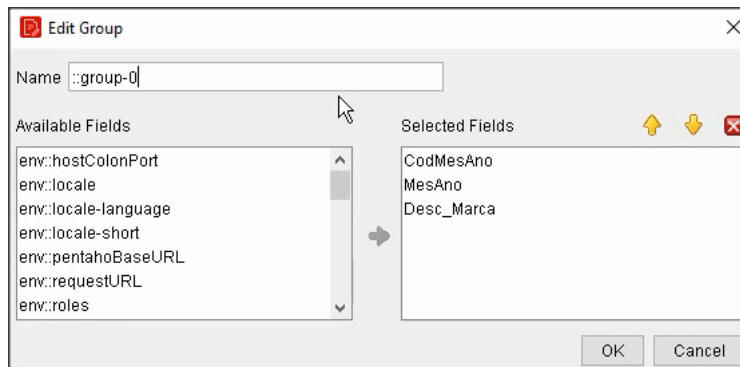 Edit Group
Name ::group-0
Available Fields
env::hostColonPort
env::locale
env::locale-language
env::locale-short
env::pentahoBaseURL
env::requestURL
env::roles
Selected Fields
CodMesAno
MesAno
Desc_Marca
OK
Cancel